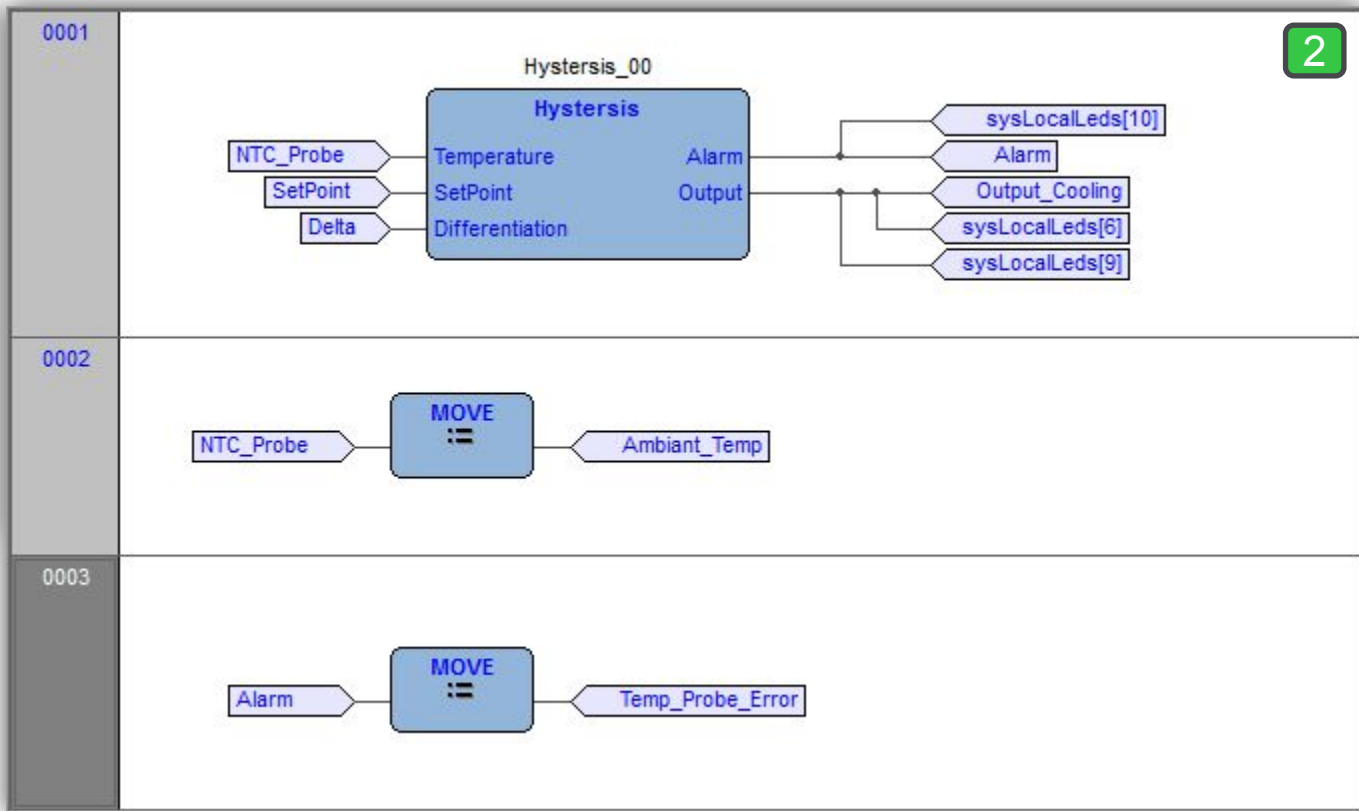 0001
2
Hystersis_00
Hystersis
sysLocalLeds[10]
NTC_Probe Temperature Alarm Alarm
SetPoint SetPoint Output Output_Cooling
Delta Differentiation sysLocalLeds[6]
sysLocalLeds[9]
0002
MOVE
:=
NTC_Probe Ambiant_Temp
0003
MOVE
:=
Alarm Temp_Probe_Error